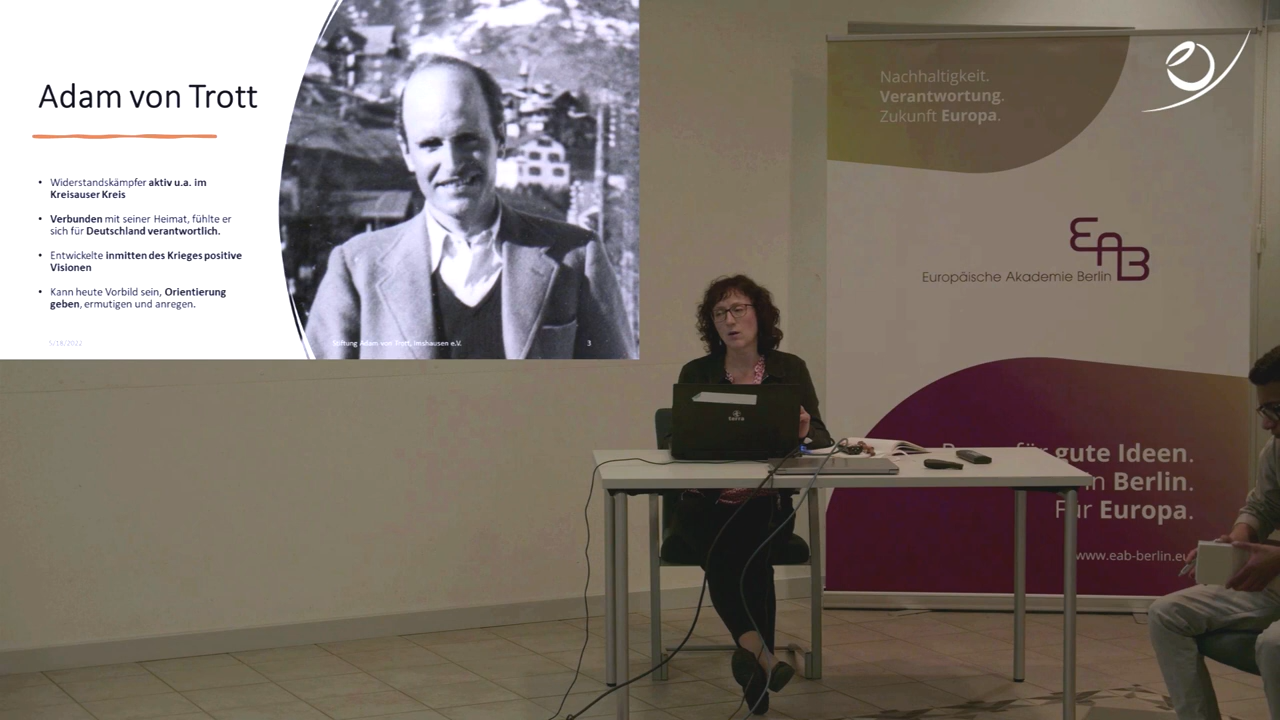 Adam von Trott
• Widerstandskämpfer aktiv u.a. im
Kreisauser Kreis
• Verbunden mit seiner Heimat, fühlte er
sich für Deutschland verantwortlich.
• Entwickelte inmitten des Krieges positive
Visionen
• Kann heute Vorbild sein, Orientierung
geben, ermutigen und anregen.
5/18/2022
Stiftung Adam von Trott, Imshausen e.V.
3
Nachhaltigkeit.
Verantwortung.
Zukunft Europa.
EAB
Europäische Akademie Berlin
gute Ideen.
Berlin.
Für Europa.
www.eab-berlin.eu
terra